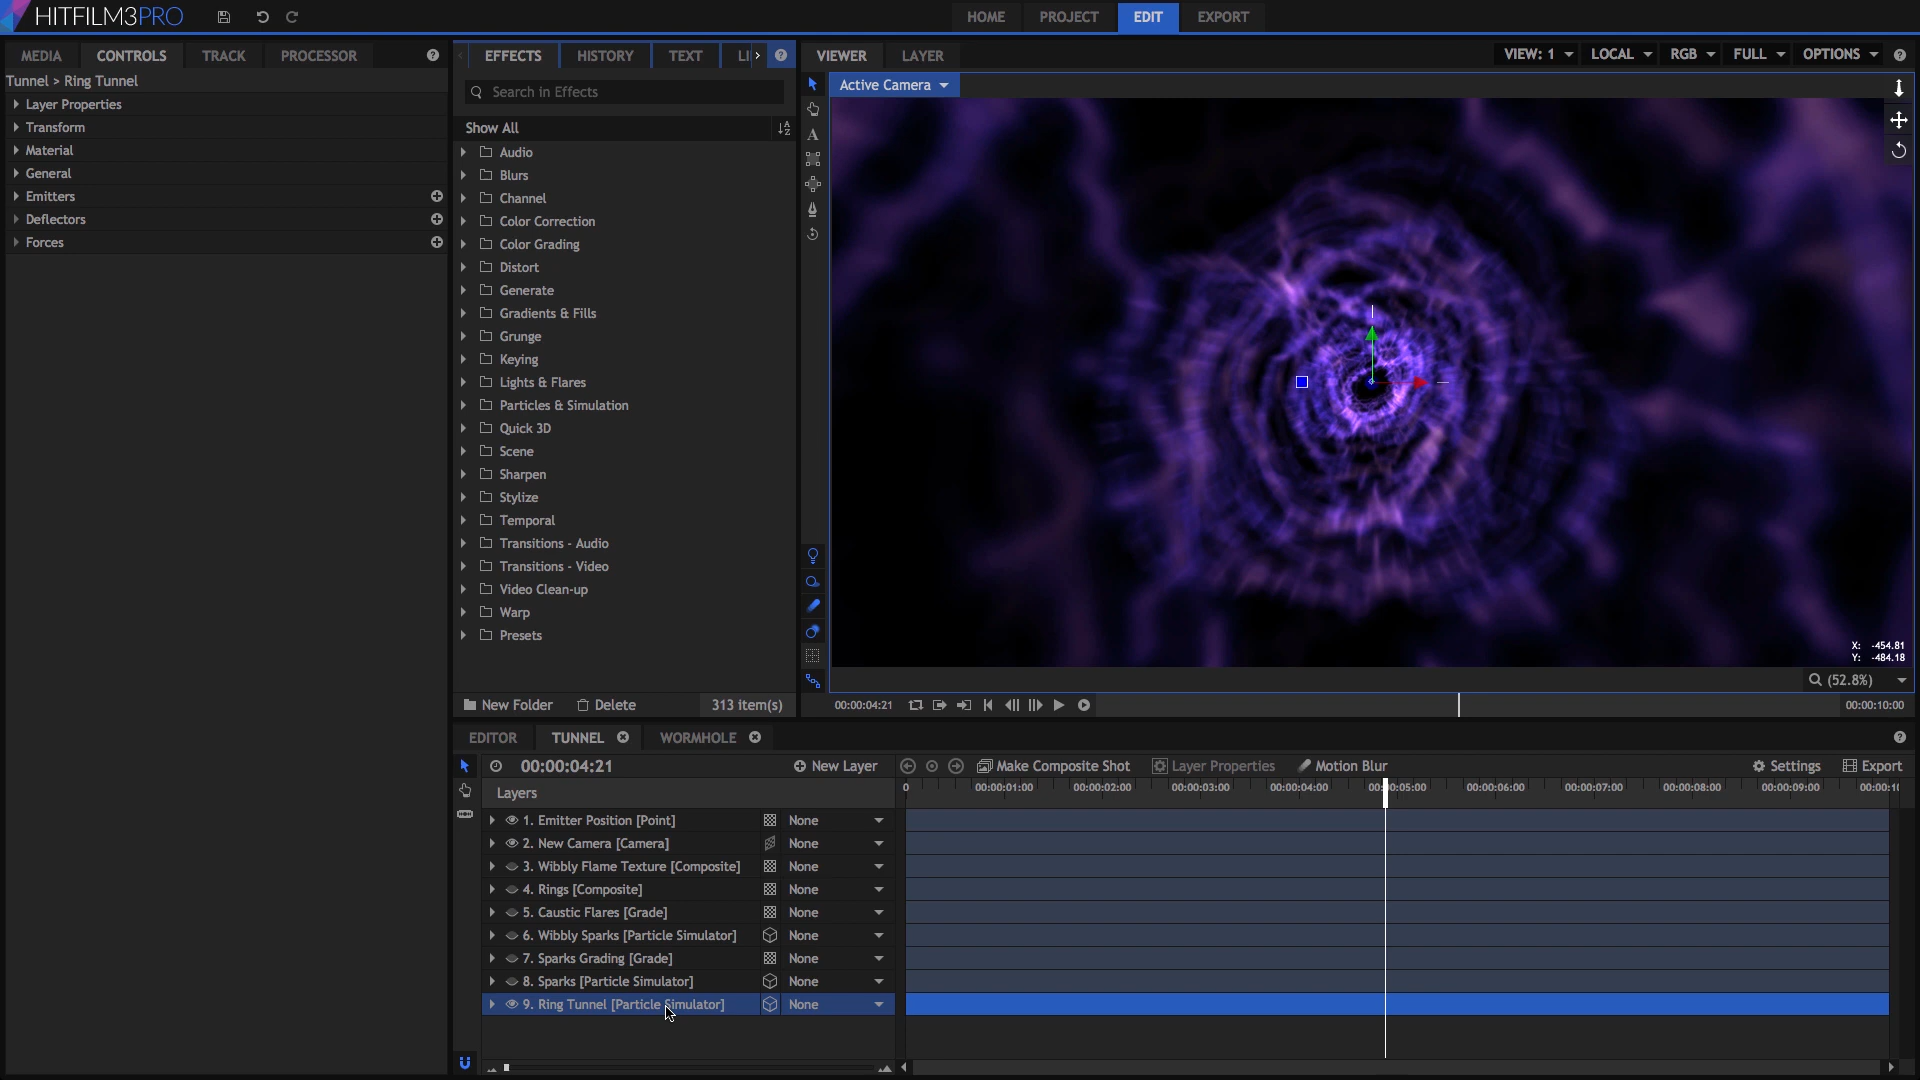 HITFILM3PRO
HOME PROJECT EDIT EXPORT
MEDIA CONTROLS TRACK PROCESSOR
Tunnel > Ring Tunnel
Layer Properties
Transform
Material
General
Emitters
Deflectors
Forces
EFFECTS HISTORY TEXT LI
Search in Effects
Show All
Audio
Blurs
Channel
Color Correction
Color Grading
Distort
Generate
Gradients & Fills
Grunge
Keying
Lights & Flares
Particles & Simulation
Quick 3D
Scene
Sharpen
Stylize
Temporal
Transitions - Audio
Transitions - Video
Video Clean-up
Warp
Presets
New Folder Delete 313 item(s)
VIEWER LAYER VIEW: 1 LOCAL RGB FULL OPTIONS
Active Camera
X: -454.81
Y: -484.18
(52.8%)
00:00:04:21 00:00:10:00
EDITOR TUNNEL WORMHOLE
00:00:04:21 New Layer Make Composite Shot Layer Properties Motion Blur Settings Export
Layers 0 00:00:01:00 00:00:02:00 00:00:03:00 00:00:04:00 00:00:05:00 00:00:06:00 00:00:07:00 00:00:08:00 00:00:09:00 00:00:1
1. Emitter Position [Point] None
2. New Camera [Camera] None
3. Wibbly Flame Texture [Composite] None
4. Rings [Composite] None
5. Caustic Flares [Grade] None
6. Wibbly Sparks [Particle Simulator] None
7. Sparks Grading [Grade] None
8. Sparks [Particle Simulator] None
9. Ring Tunnel [Particle Simulator] None